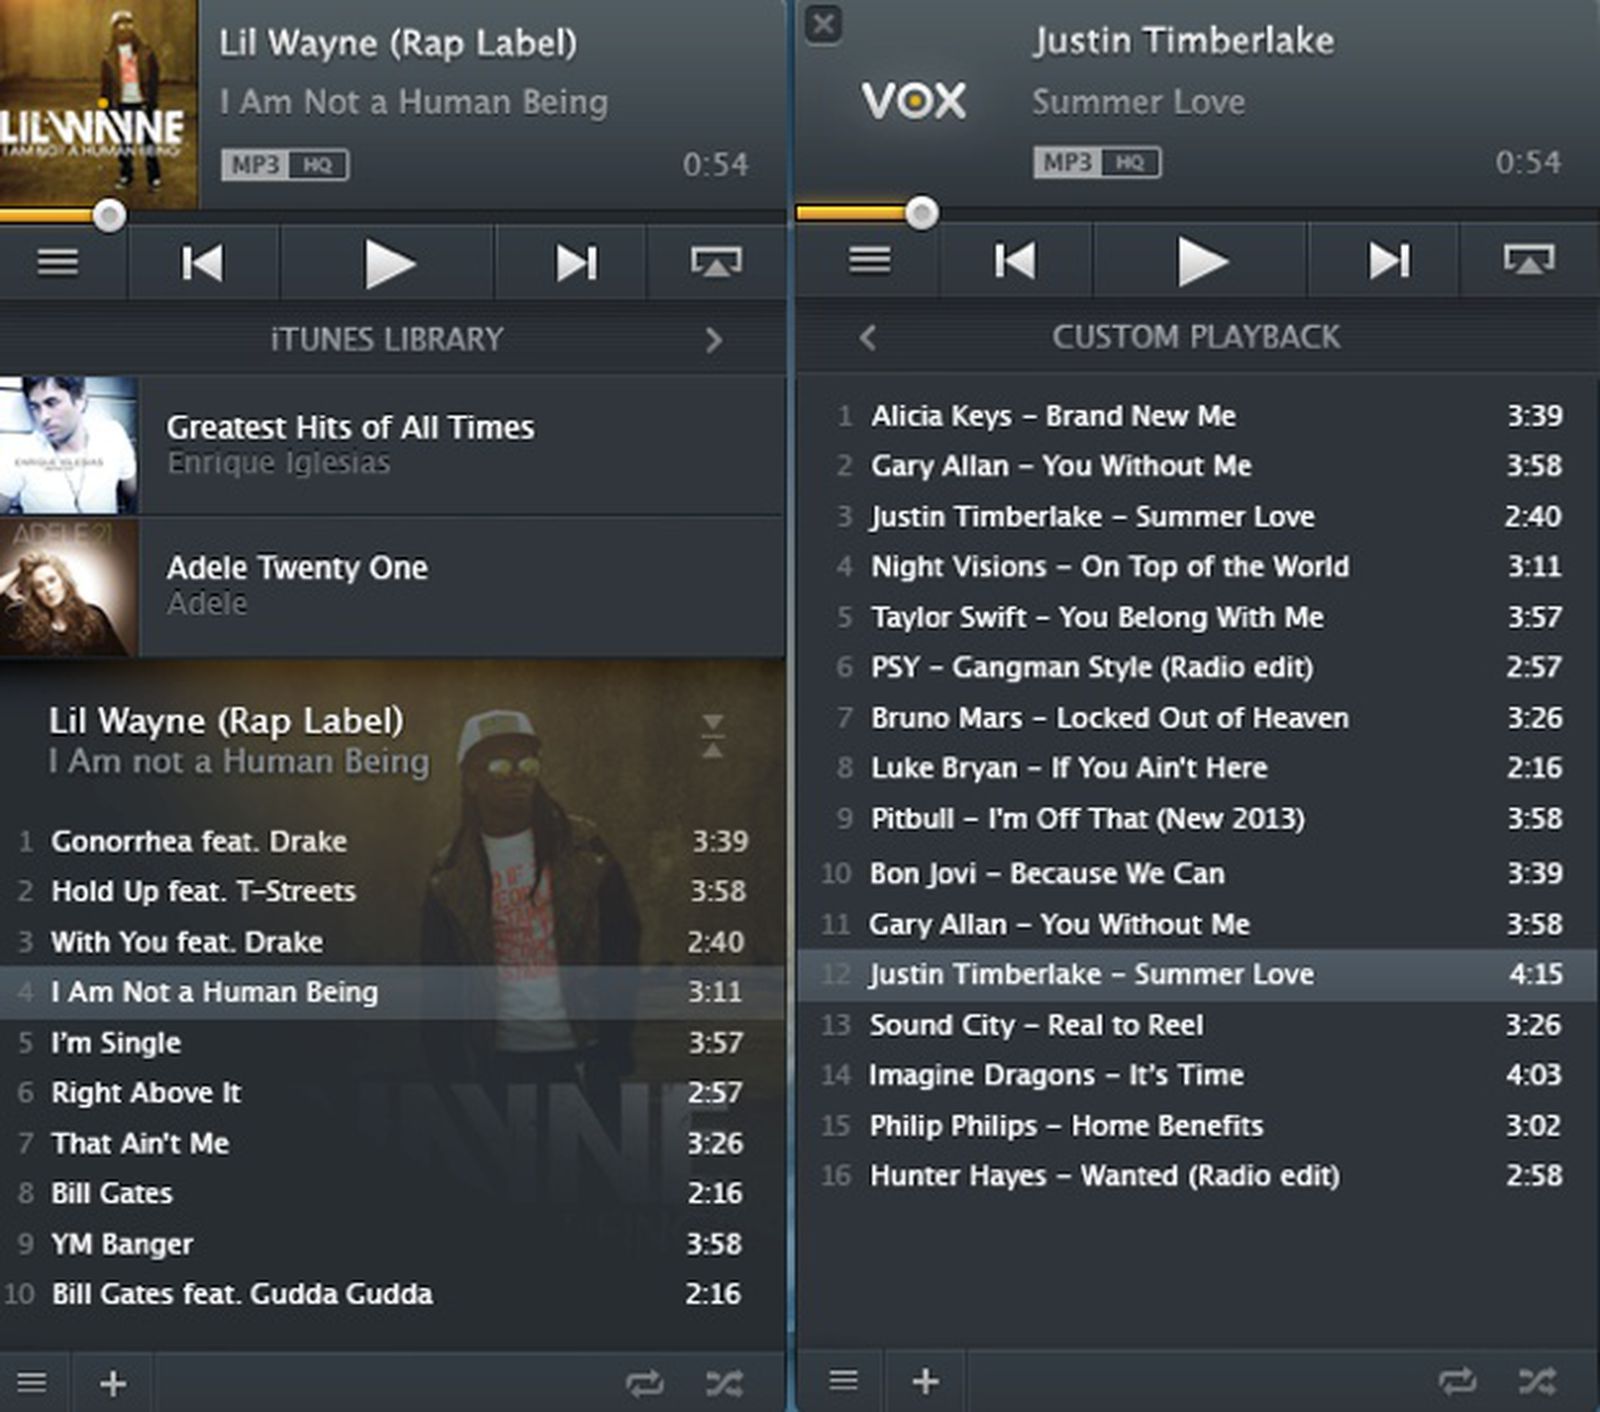 LIL WAYNE
I AM NOT A HUMAN BEING
Lil Wayne (Rap Label)
I Am Not a Human Being
MP3 HQ
0:54
iTUNES LIBRARY
ENRIQUE IGLESIAS
Greatest Hits of All Times
Enrique Iglesias
ADELE 21
Adele Twenty One
Adele
Lil Wayne (Rap Label)
I Am not a Human Being
1 Gonorrhea feat. Drake 3:39
2 Hold Up feat. T-Streets 3:58
3 With You feat. Drake 2:40
4 I Am Not a Human Being 3:11
5 I'm Single 3:57
6 Right Above It 2:57
7 That Ain't Me 3:26
8 Bill Gates 2:16
9 YM Banger 3:58
10 Bill Gates feat. Gudda Gudda 2:16
VOX
Justin Timberlake
Summer Love
MP3 HQ
0:54
CUSTOM PLAYBACK
1 Alicia Keys – Brand New Me 3:39
2 Gary Allan – You Without Me 3:58
3 Justin Timberlake – Summer Love 2:40
4 Night Visions – On Top of the World 3:11
5 Taylor Swift – You Belong With Me 3:57
6 PSY – Gangman Style (Radio edit) 2:57
7 Bruno Mars – Locked Out of Heaven 3:26
8 Luke Bryan – If You Ain't Here 2:16
9 Pitbull – I'm Off That (New 2013) 3:58
10 Bon Jovi – Because We Can 3:39
11 Gary Allan – You Without Me 3:58
12 Justin Timberlake – Summer Love 4:15
13 Sound City – Real to Reel 3:26
14 Imagine Dragons – It's Time 4:03
15 Philip Philips – Home Benefits 3:02
16 Hunter Hayes – Wanted (Radio edit) 2:58